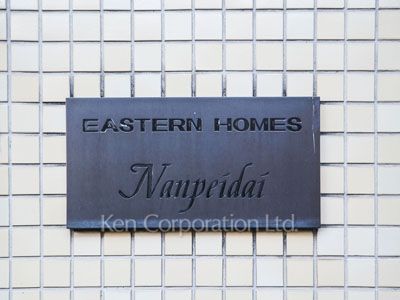 EASTERN HOMES
Nanpeidai
Ken Corporation Ltd.